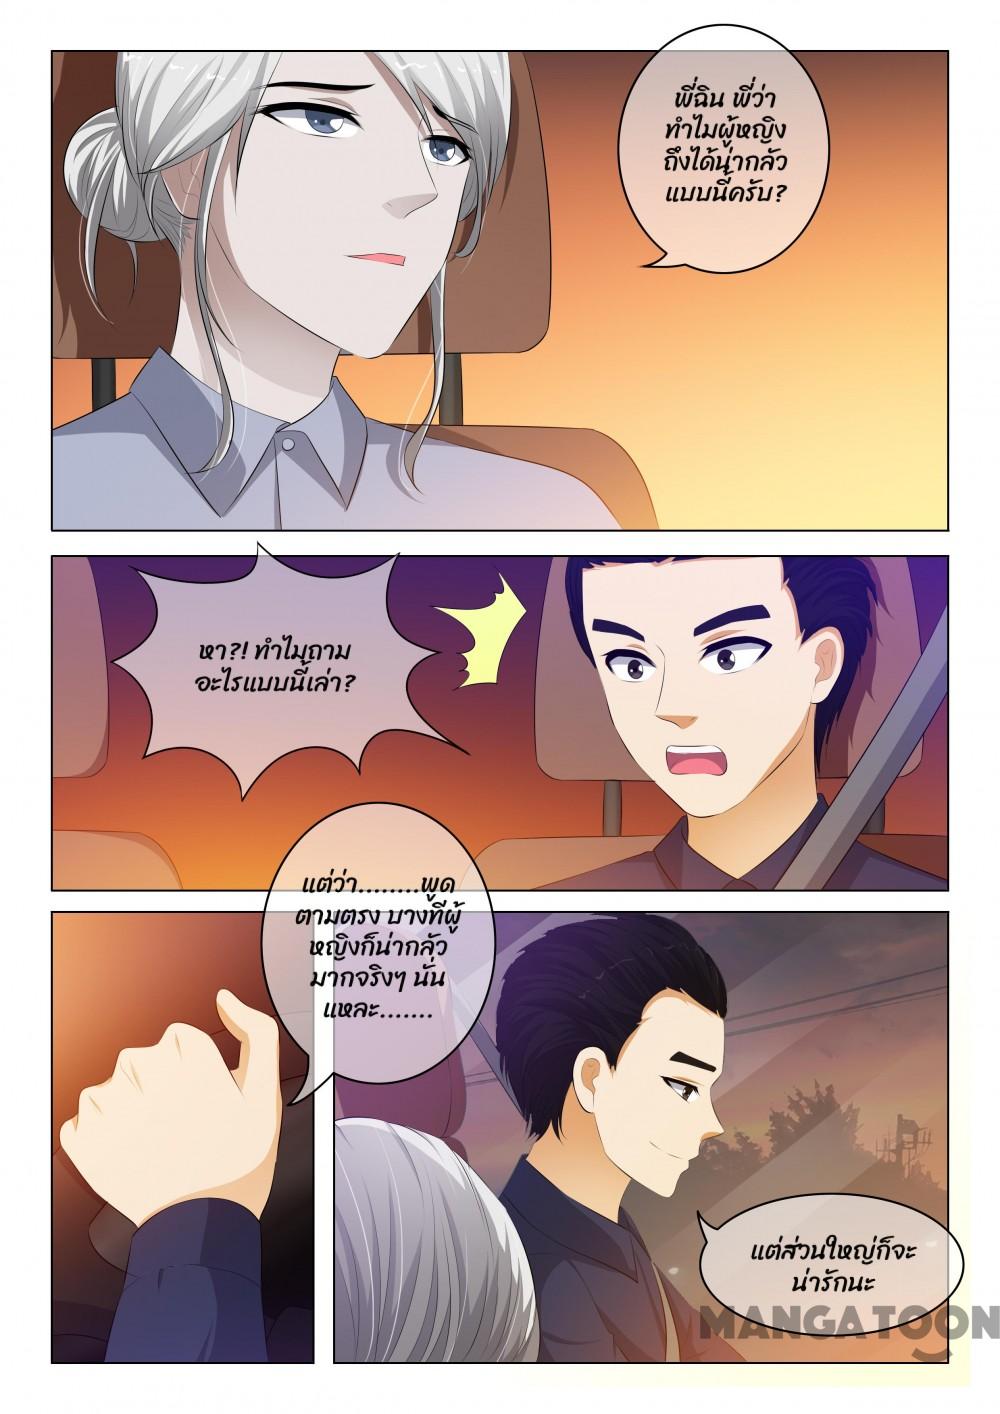 พี่ฉิน พี่ว่า
ทำไมผู้หญิง
ถึงได้น่ากลัว
แบบนี้ครับ?
หา?! ทำไมถาม
อะไรแบบนี้เล่า?
แต่ว่า........พูด
ตามตรง บางทีผู้
หญิงก็น่ากลัว
มากจริงๆ นั่น
แหละ.......
แต่ส่วนใหญ่ก็จะ
น่ารักนะ
MANGATOON